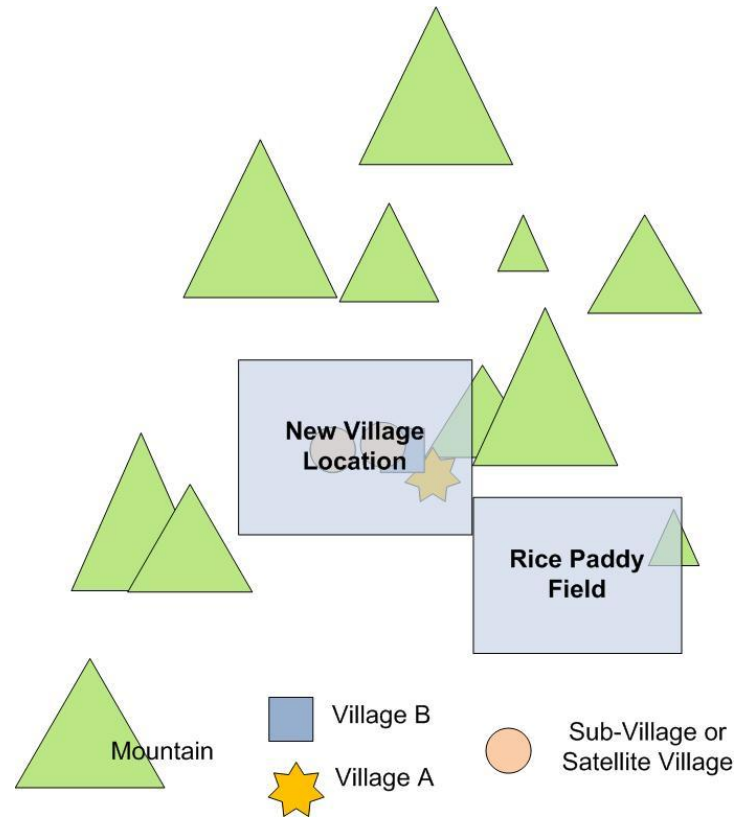 New Village
Location
Rice Paddy
Field
Mountain
Village B
Village A
Sub-Village or
Satellite Village